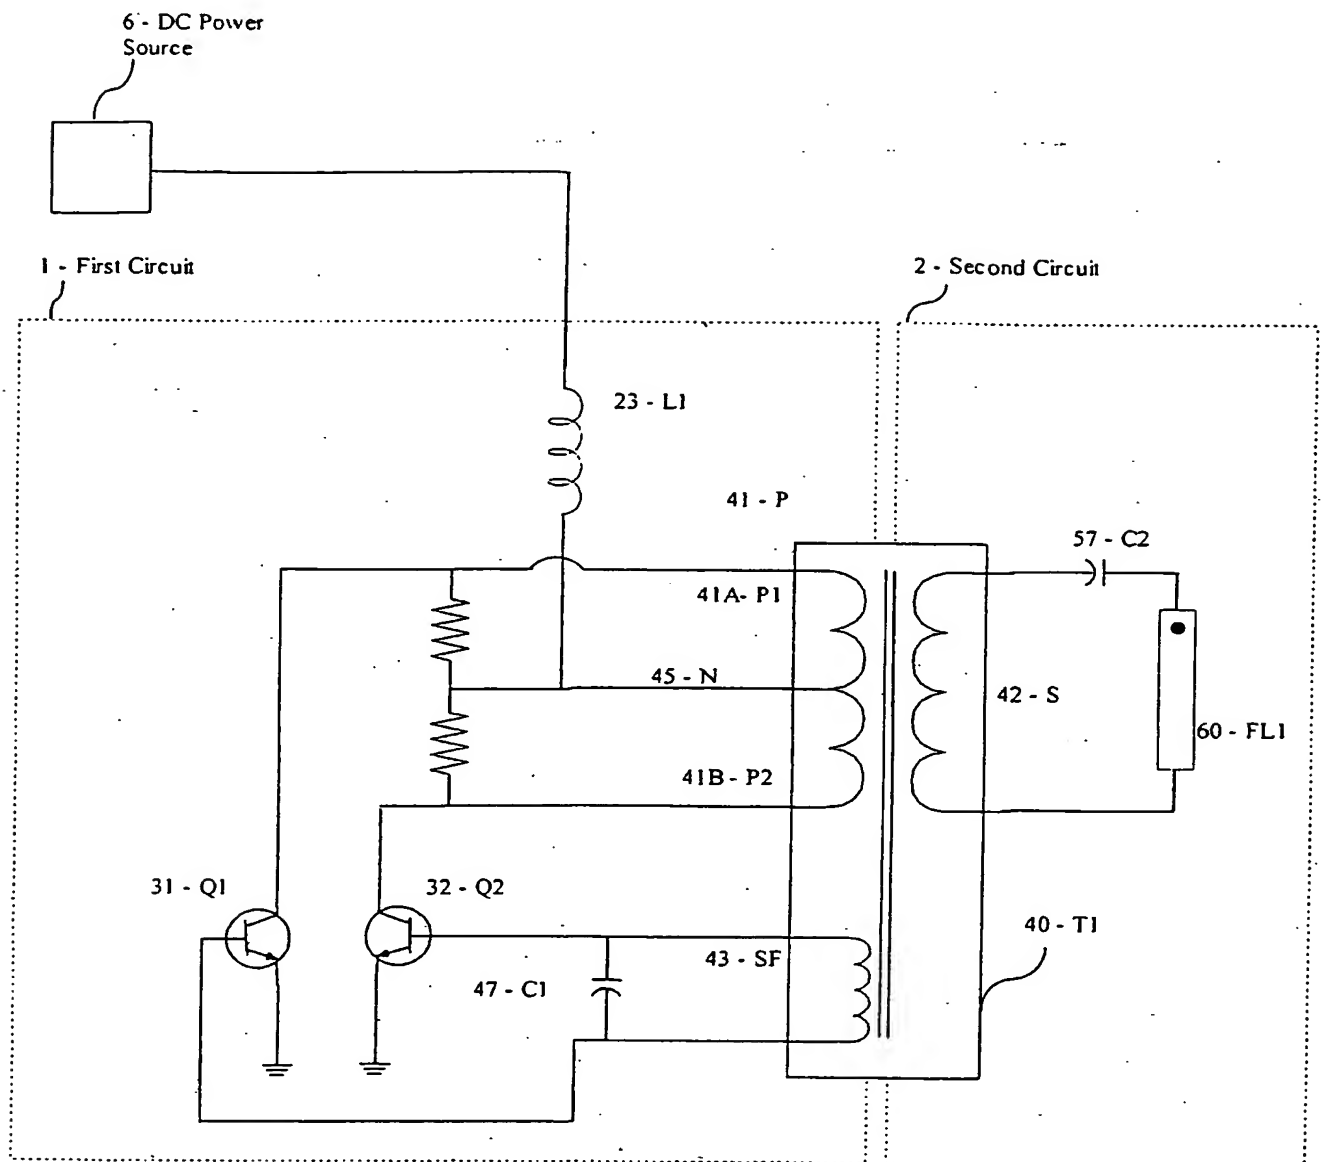 6 - DC Power
Source
1 - First Circuit
2 - Second Circuit
23 - L1
41 - P
57 - C2
41A- P1
45 - N
42 - S
60 - FL1
41B - P2
31 - Q1
32 - Q2
40 - T1
43 - SF
47 - C1